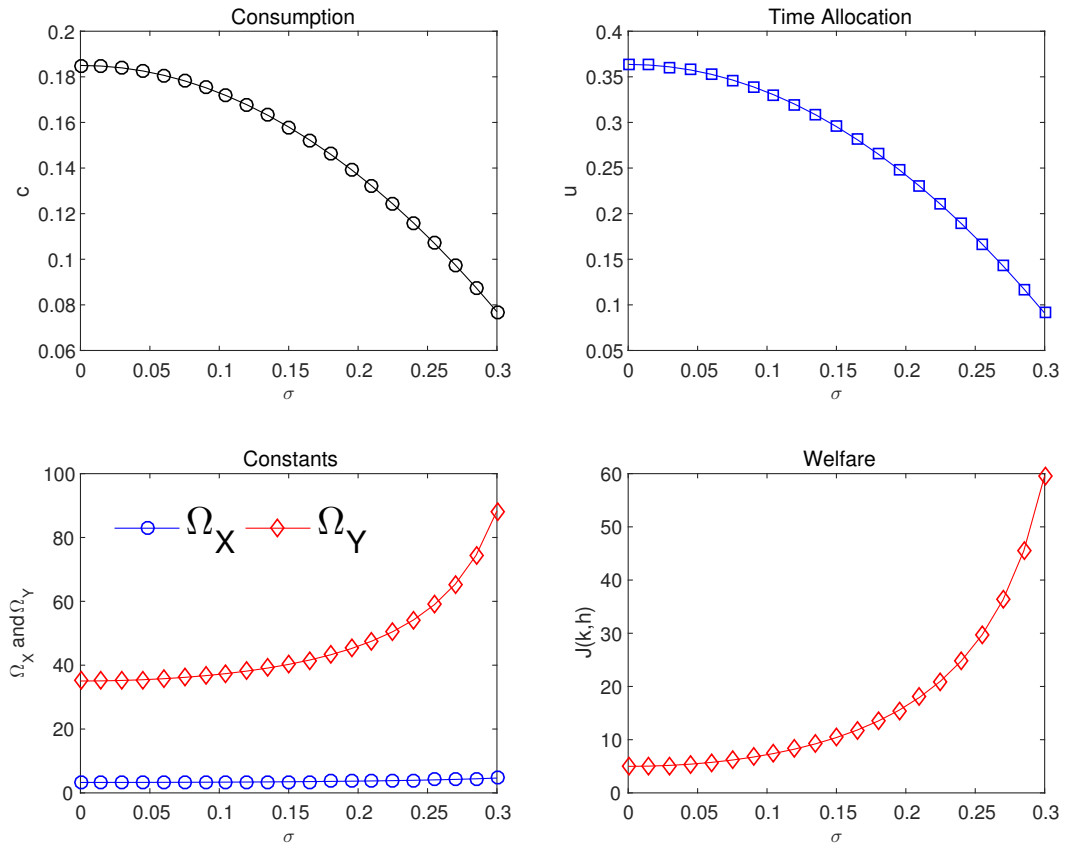 Consumption
0.2
0.18
0.16
0.14
0.12
0.1
0.08
0.06
c
0 0.05 0.1 0.15 0.2 0.25 0.3
σ
Time Allocation
0.4
0.35
0.3
0.25
0.2
0.15
0.1
0.05
u
0 0.05 0.1 0.15 0.2 0.25 0.3
σ
Constants
100
80
60
40
20
0
Ω_X and Ω_Y
Ω_X Ω_Y
0 0.05 0.1 0.15 0.2 0.25 0.3
σ
Welfare
60
50
40
30
20
10
0
J(k,h)
0 0.05 0.1 0.15 0.2 0.25 0.3
σ